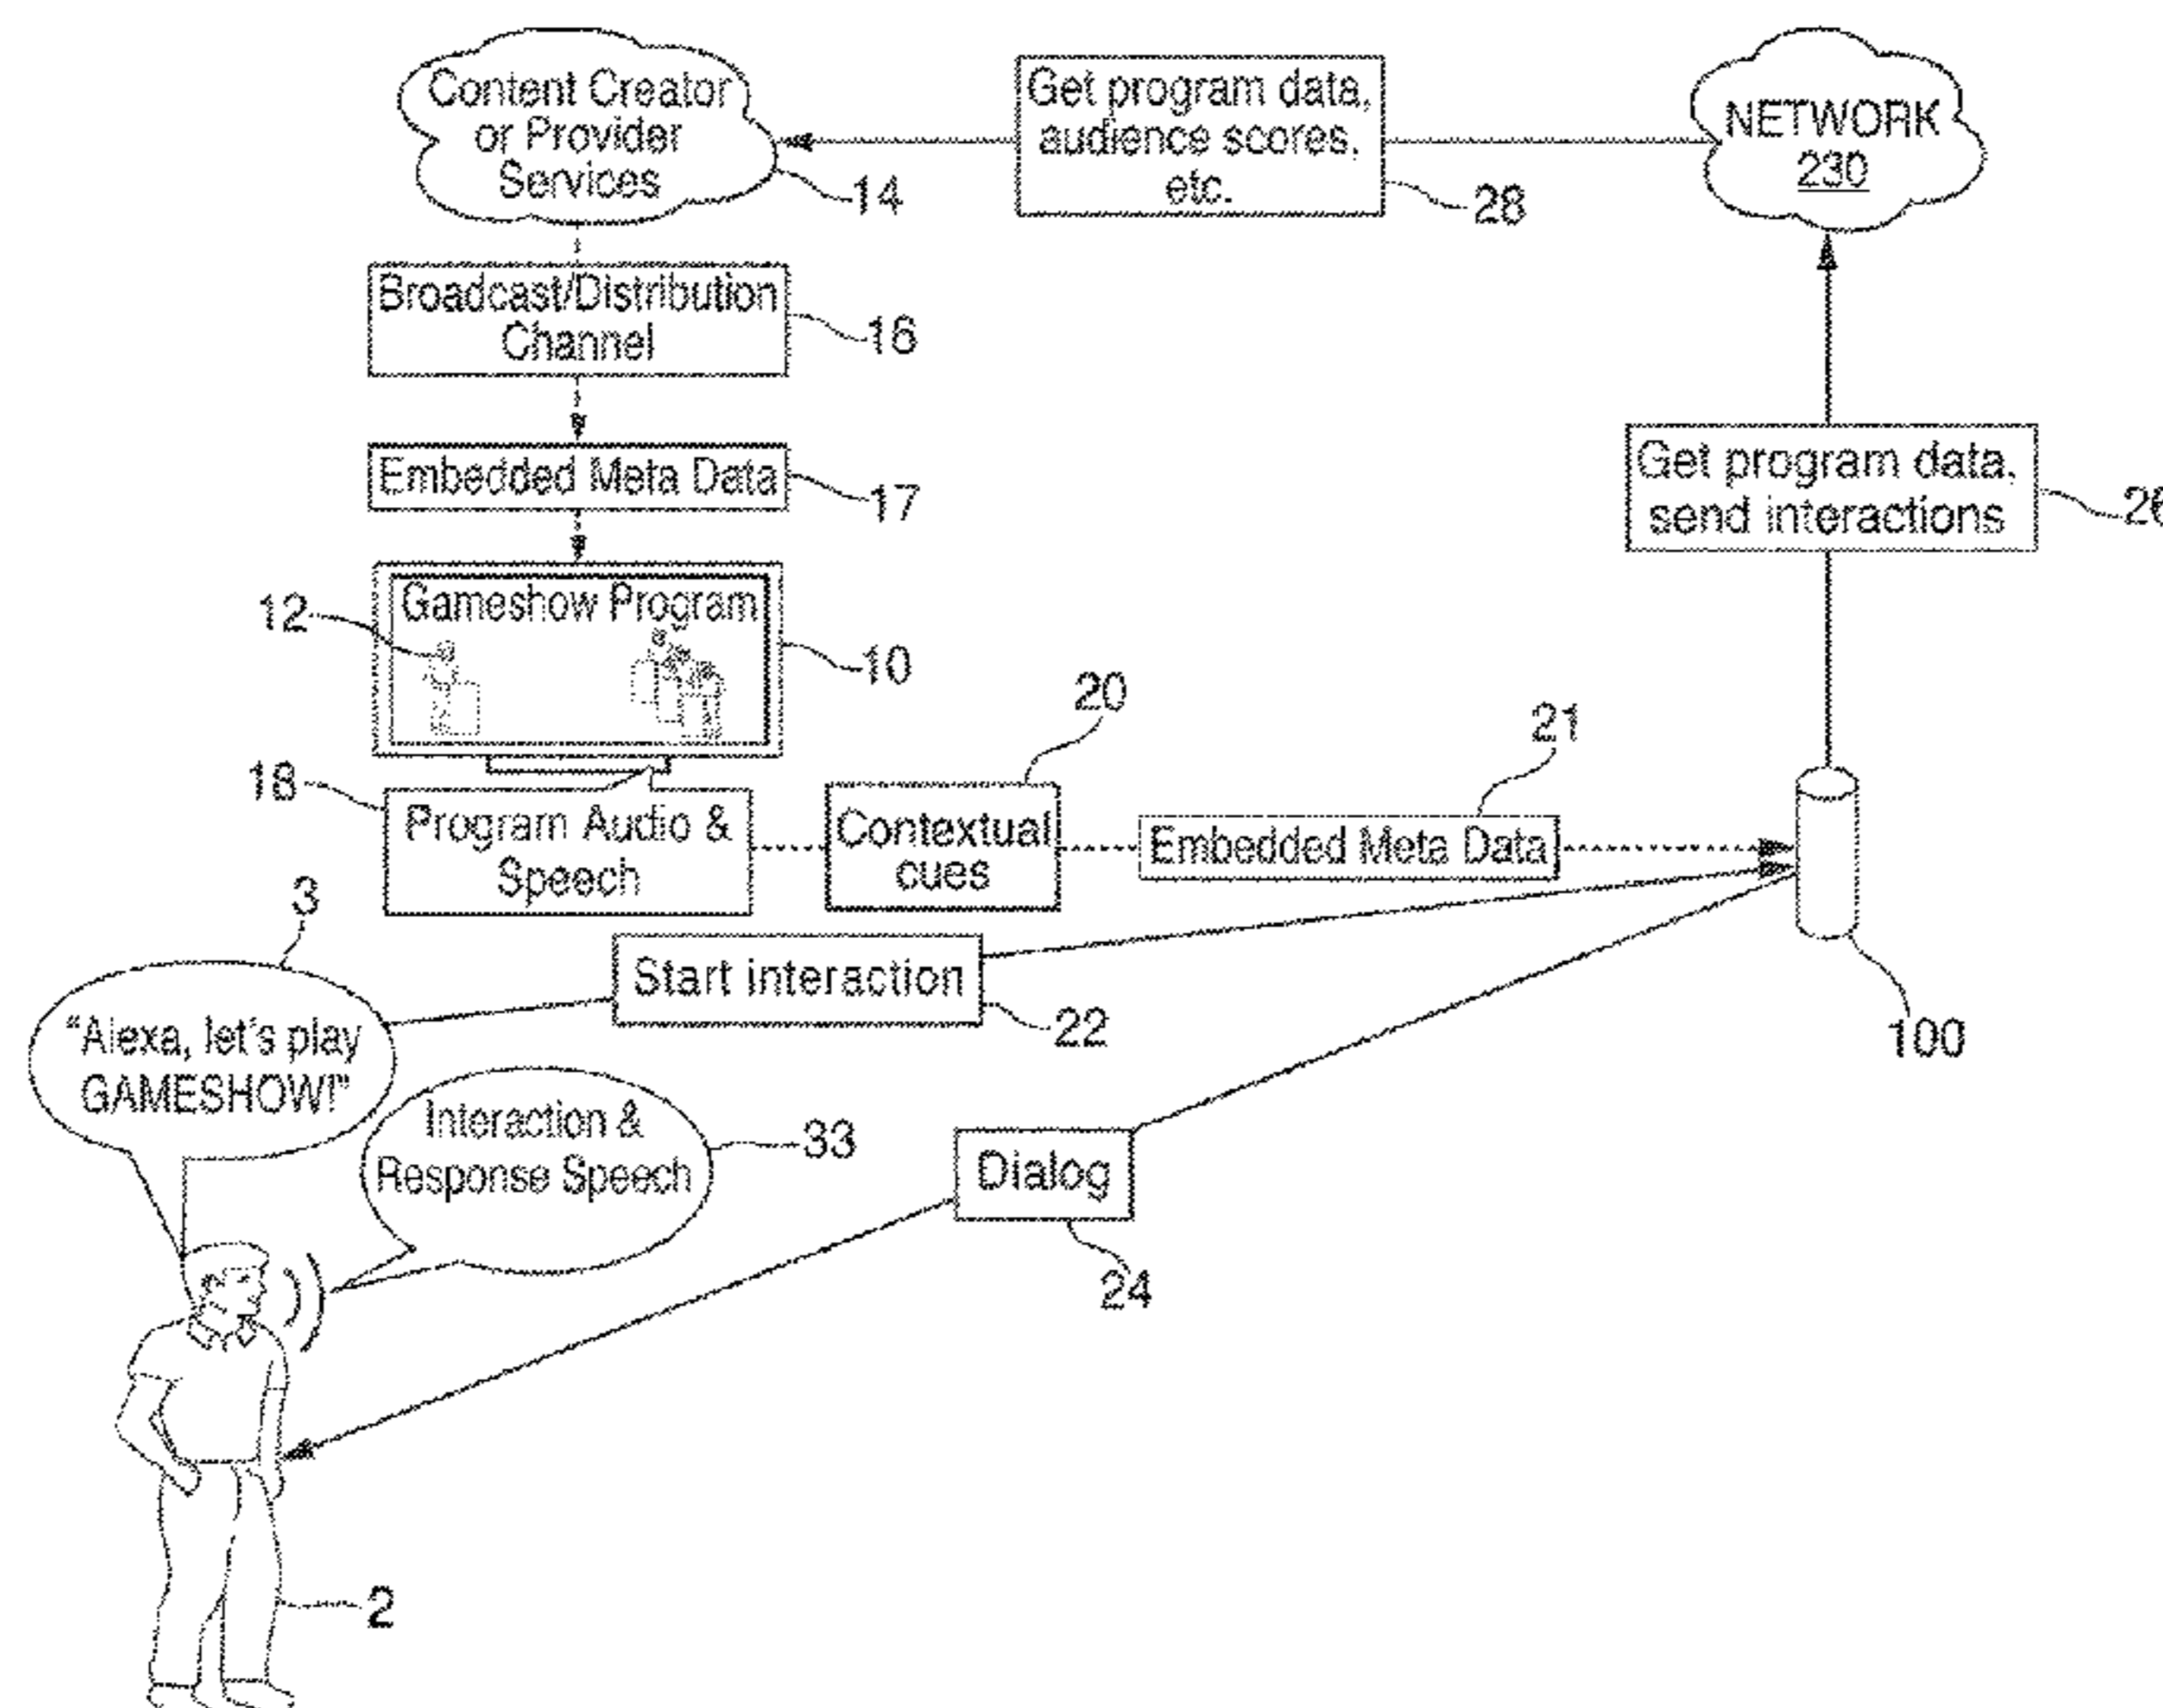 Content Creator
or Provider
Services
14
Get program data,
audience scores,
etc.
28
NETWORK
230
Broadcast/Distribution
Channel
16
Embedded Meta Data
17
Get program data,
send interactions
26
Gameshow Program
12
10
20
21
18
Program Audio &
Speech
Contextual
cues
Embedded Meta Data
3
Start interaction
22
100
"Alexa, let's play
GAMESHOW!"
Interaction &
Response Speech
33
Dialog
24
2